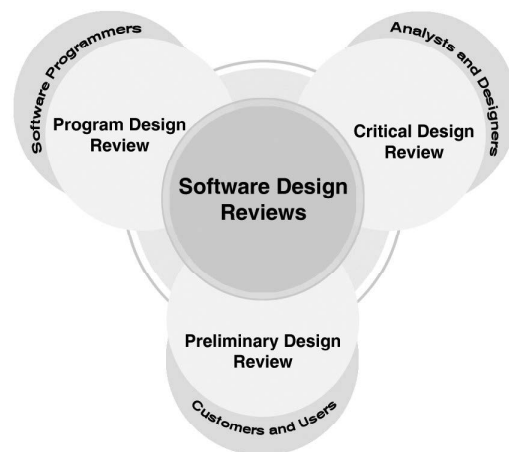 Software Programmers
Program Design
Review
Analysts and Designers
Critical Design
Review
Software Design
Reviews
Preliminary Design
Review
Customers and Users